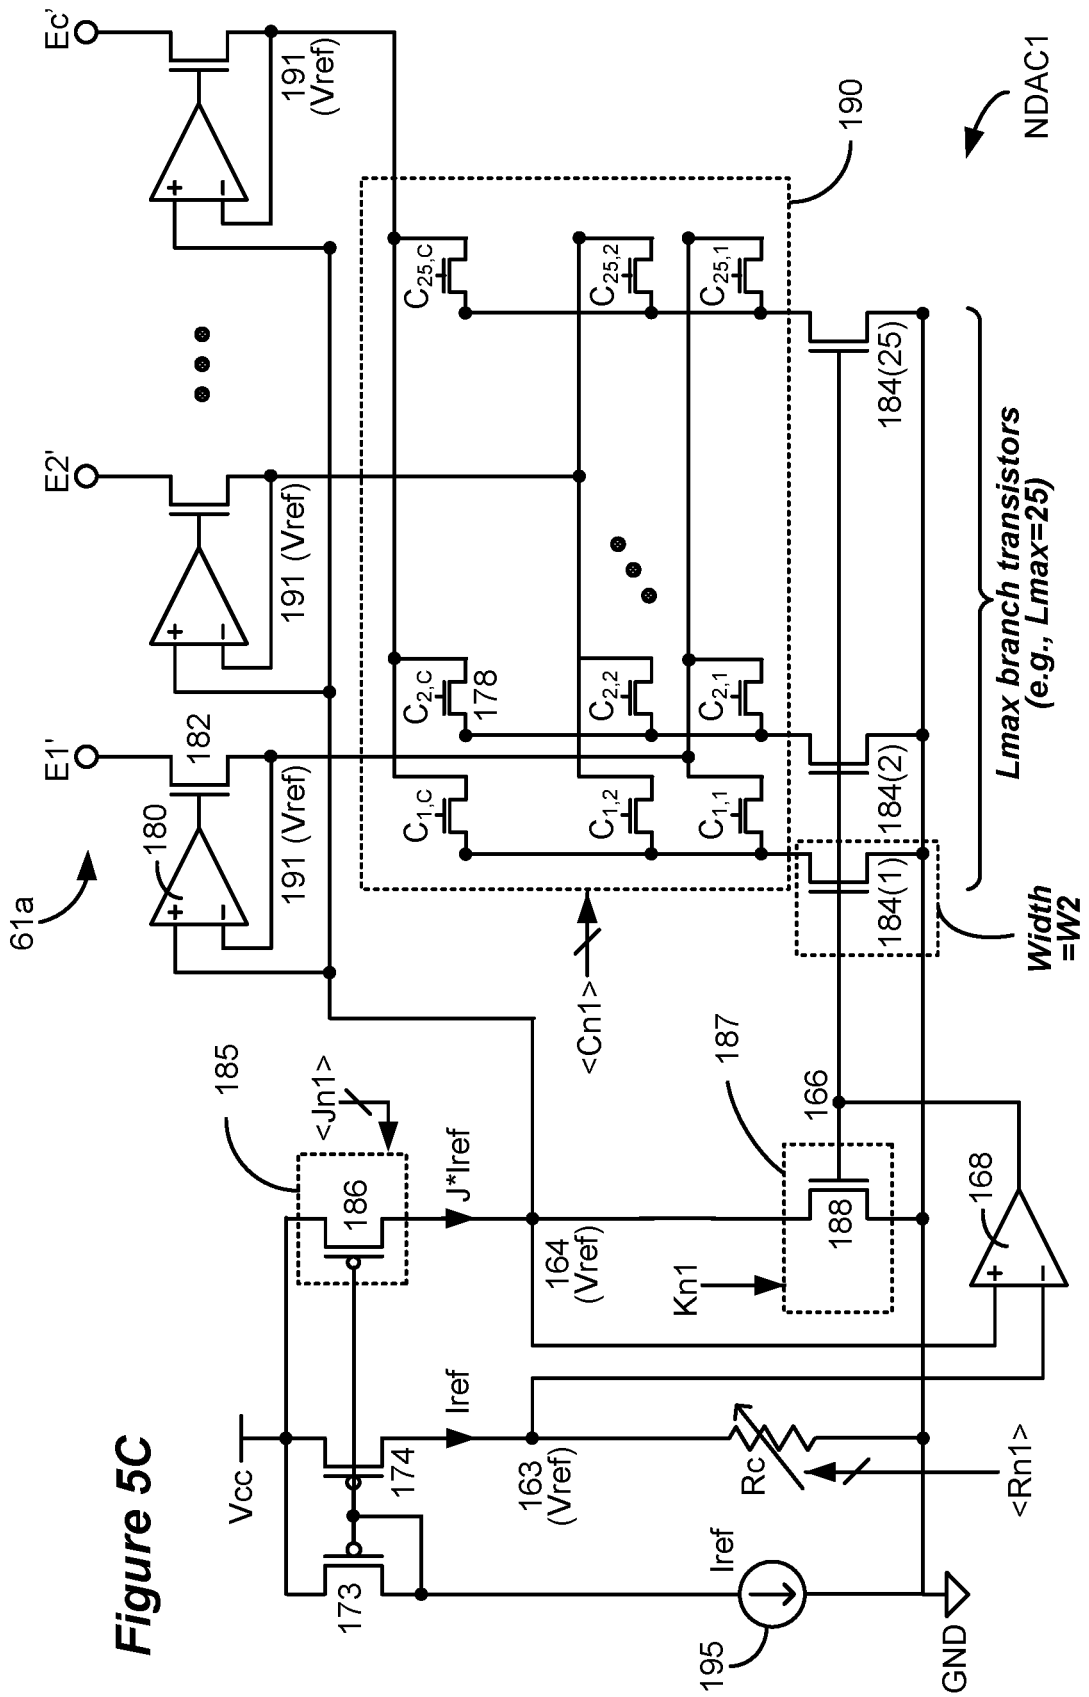 Figure 5C
61a
E1'
E2'
Ec'
Vcc
185
<Jn1>
180
+
−
182
+
−
+
−
191 (Vref)
191 (Vref)
191
(Vref)
173
174
186
Iref
J*Iref
163
(Vref)
164
(Vref)
<Cn1>
C1,C
C2,C
178
C25,C
C1,2
C2,2
C25,2
C1,1
C2,1
C25,1
190
Iref
195
Rc
Kn1
187
188
166
184(1)
184(2)
184(25)
168
+
−
<Rn1>
GND
Width
=W2
Lmax branch transistors
(e.g., Lmax=25)
NDAC1